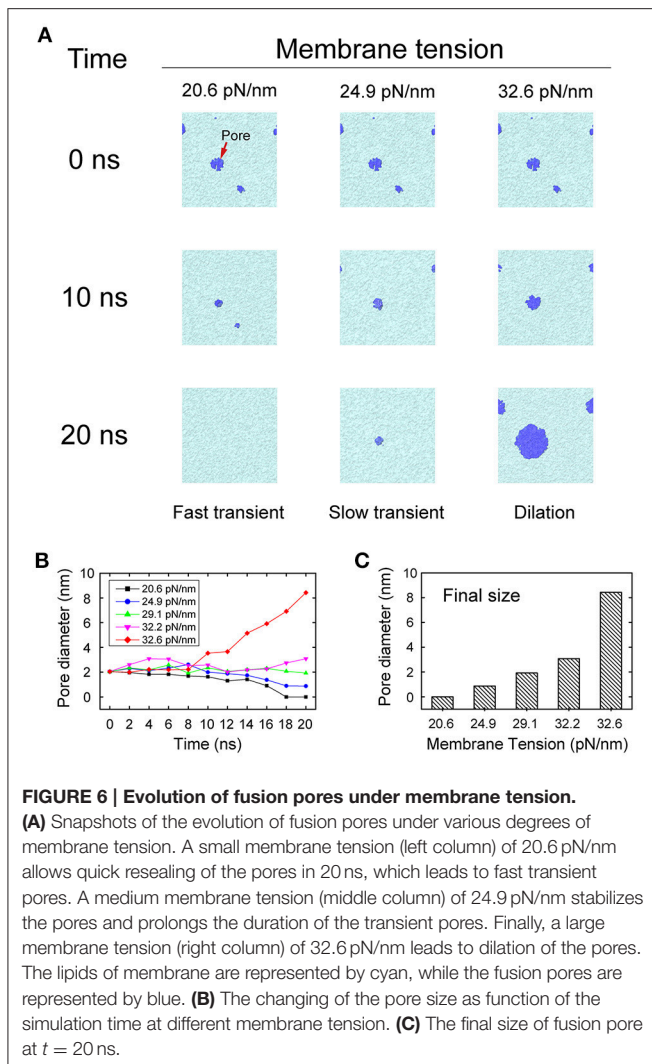 A
Time
Membrane tension
20.6 pN/nm 24.9 pN/nm 32.6 pN/nm
0 ns
Pore
10 ns
20 ns
Fast transient Slow transient Dilation
B
Pore diameter (nm)
10
8
6
4
2
0
20.6 pN/nm
24.9 pN/nm
29.1 pN/nm
32.2 pN/nm
32.6 pN/nm
0 2 4 6 8 10 12 14 16 18 20
Time (ns)
C
Pore diameter (nm)
10
8
6
4
2
0
Final size
20.6 24.9 29.1 32.2 32.6
Membrane Tension (pN/nm)
FIGURE 6 | Evolution of fusion pores under membrane tension.
(A) Snapshots of the evolution of fusion pores under various degrees of
membrane tension. A small membrane tension (left column) of 20.6 pN/nm
allows quick resealing of the pores in 20 ns, which leads to fast transient
pores. A medium membrane tension (middle column) of 24.9 pN/nm stabilizes
the pores and prolongs the duration of the transient pores. Finally, a large
membrane tension (right column) of 32.6 pN/nm leads to dilation of the pores.
The lipids of membrane are represented by cyan, while the fusion pores are
represented by blue. (B) The changing of the pore size as function of the
simulation time at different membrane tension. (C) The final size of fusion pore
at t = 20 ns.